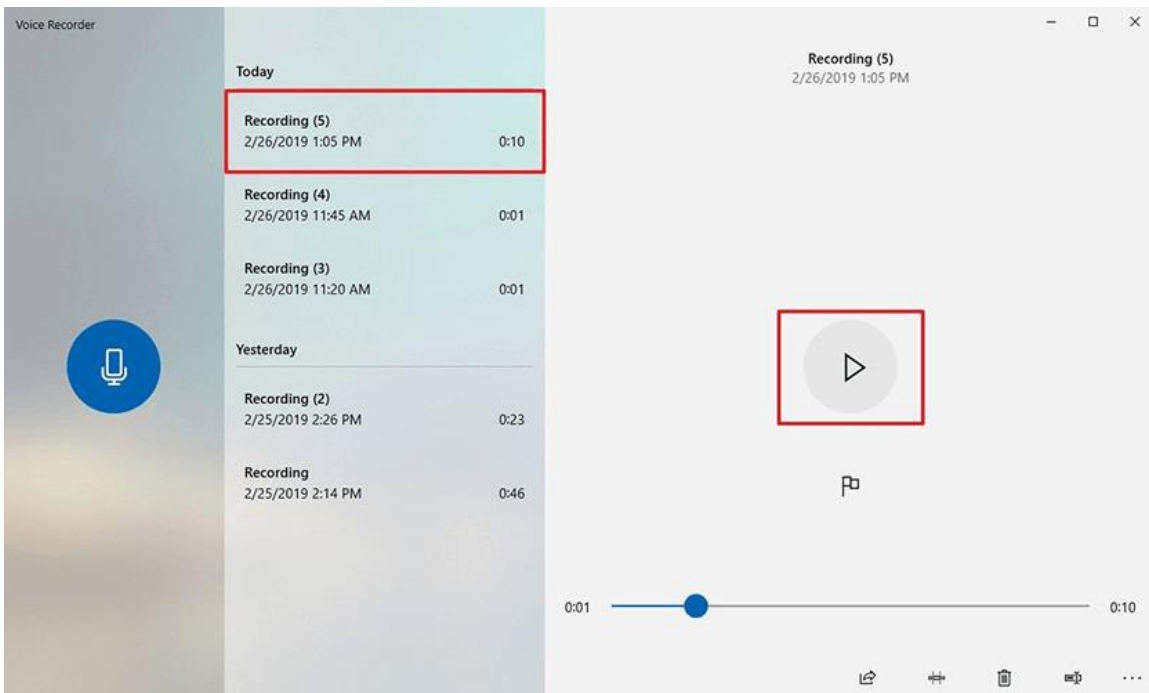 Voice Recorder
Today
Recording (5)
2/26/2019 1:05 PM 0:10
Recording (4)
2/26/2019 11:45 AM 0:01
Recording (3)
2/26/2019 11:20 AM 0:01
Yesterday
Recording (2)
2/25/2019 2:26 PM 0:23
Recording
2/25/2019 2:14 PM 0:46
Recording (5)
2/26/2019 1:05 PM
0:01 0:10